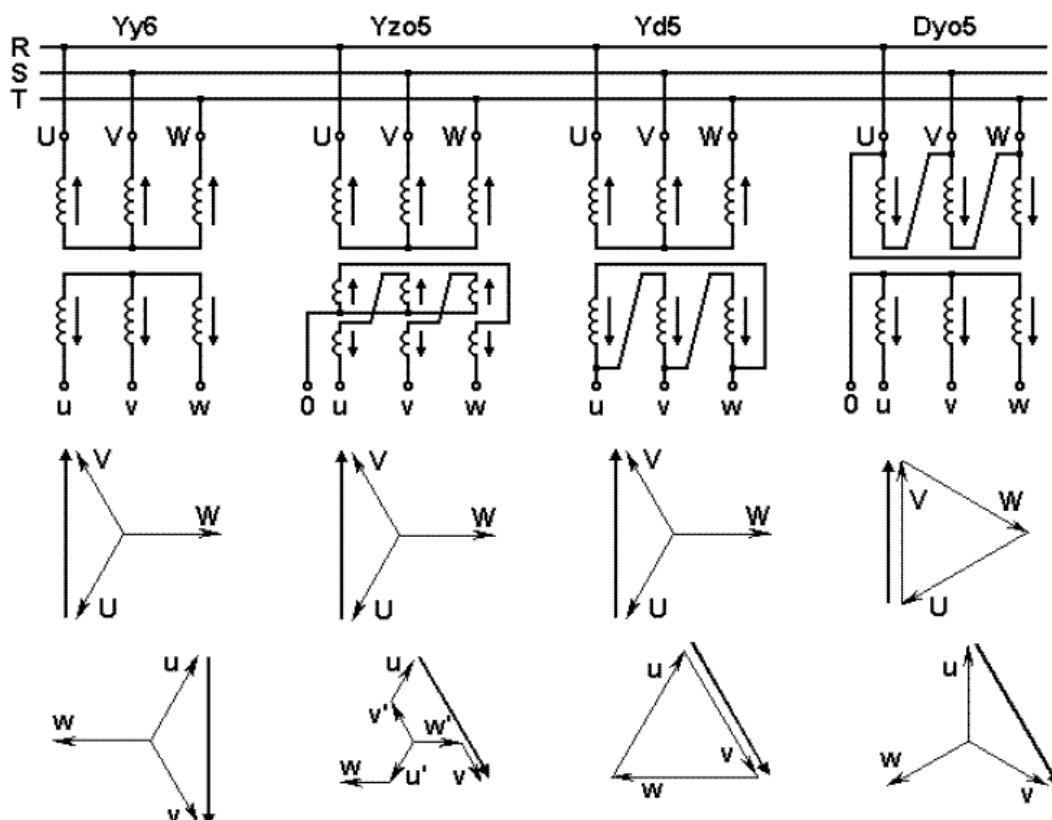 Yy6 Yzo5 Yd5 Dyo5
R
S
T
U V W U V W U V W U V W
u v w 0 u v w u v w 0 u v w
V V V
W W W V W
U U U U
u u u u
v' w'
w w v v w v
u' w
v